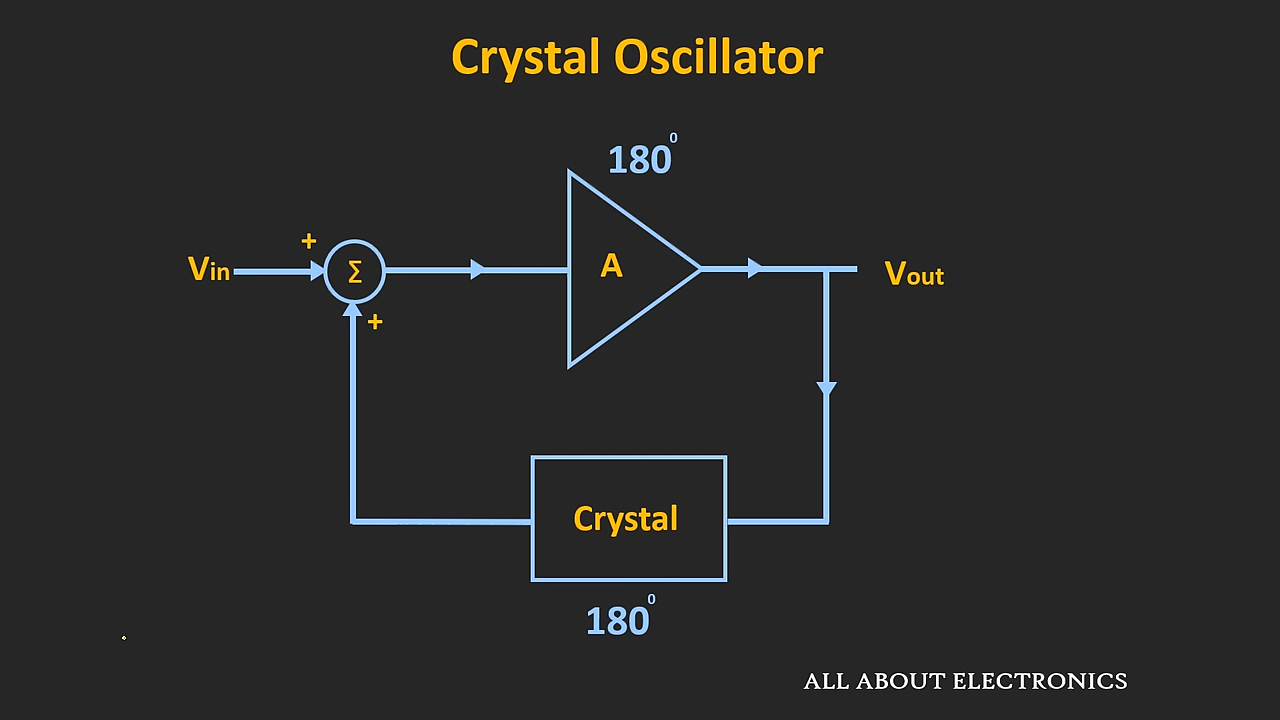 Crystal Oscillator
180⁰
+
Vin
Σ
A
Vout
+
Crystal
180⁰
ALL ABOUT ELECTRONICS